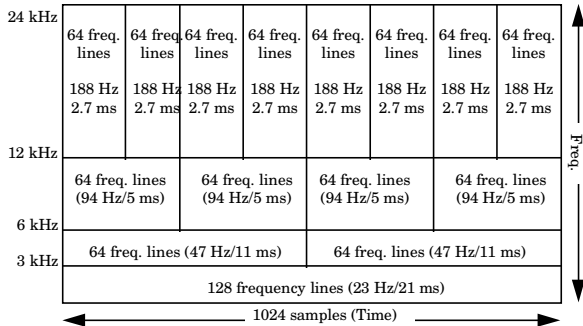 24 kHz
64 freq. 64 freq. 64 freq. 64 freq. 64 freq. 64 freq. 64 freq. 64 freq.
lines lines lines lines lines lines lines lines
188 Hz 188 Hz 188 Hz 188 Hz 188 Hz 188 Hz 188 Hz 188 Hz
2.7 ms 2.7 ms 2.7 ms 2.7 ms 2.7 ms 2.7 ms 2.7 ms 2.7 ms
Freq.
12 kHz
64 freq. lines 64 freq. lines 64 freq. lines 64 freq. lines
(94 Hz/5 ms) (94 Hz/5 ms) (94 Hz/5 ms) (94 Hz/5 ms)
6 kHz
64 freq. lines (47 Hz/11 ms) 64 freq. lines (47 Hz/11 ms)
3 kHz
128 frequency lines (23 Hz/21 ms)
1024 samples (Time)